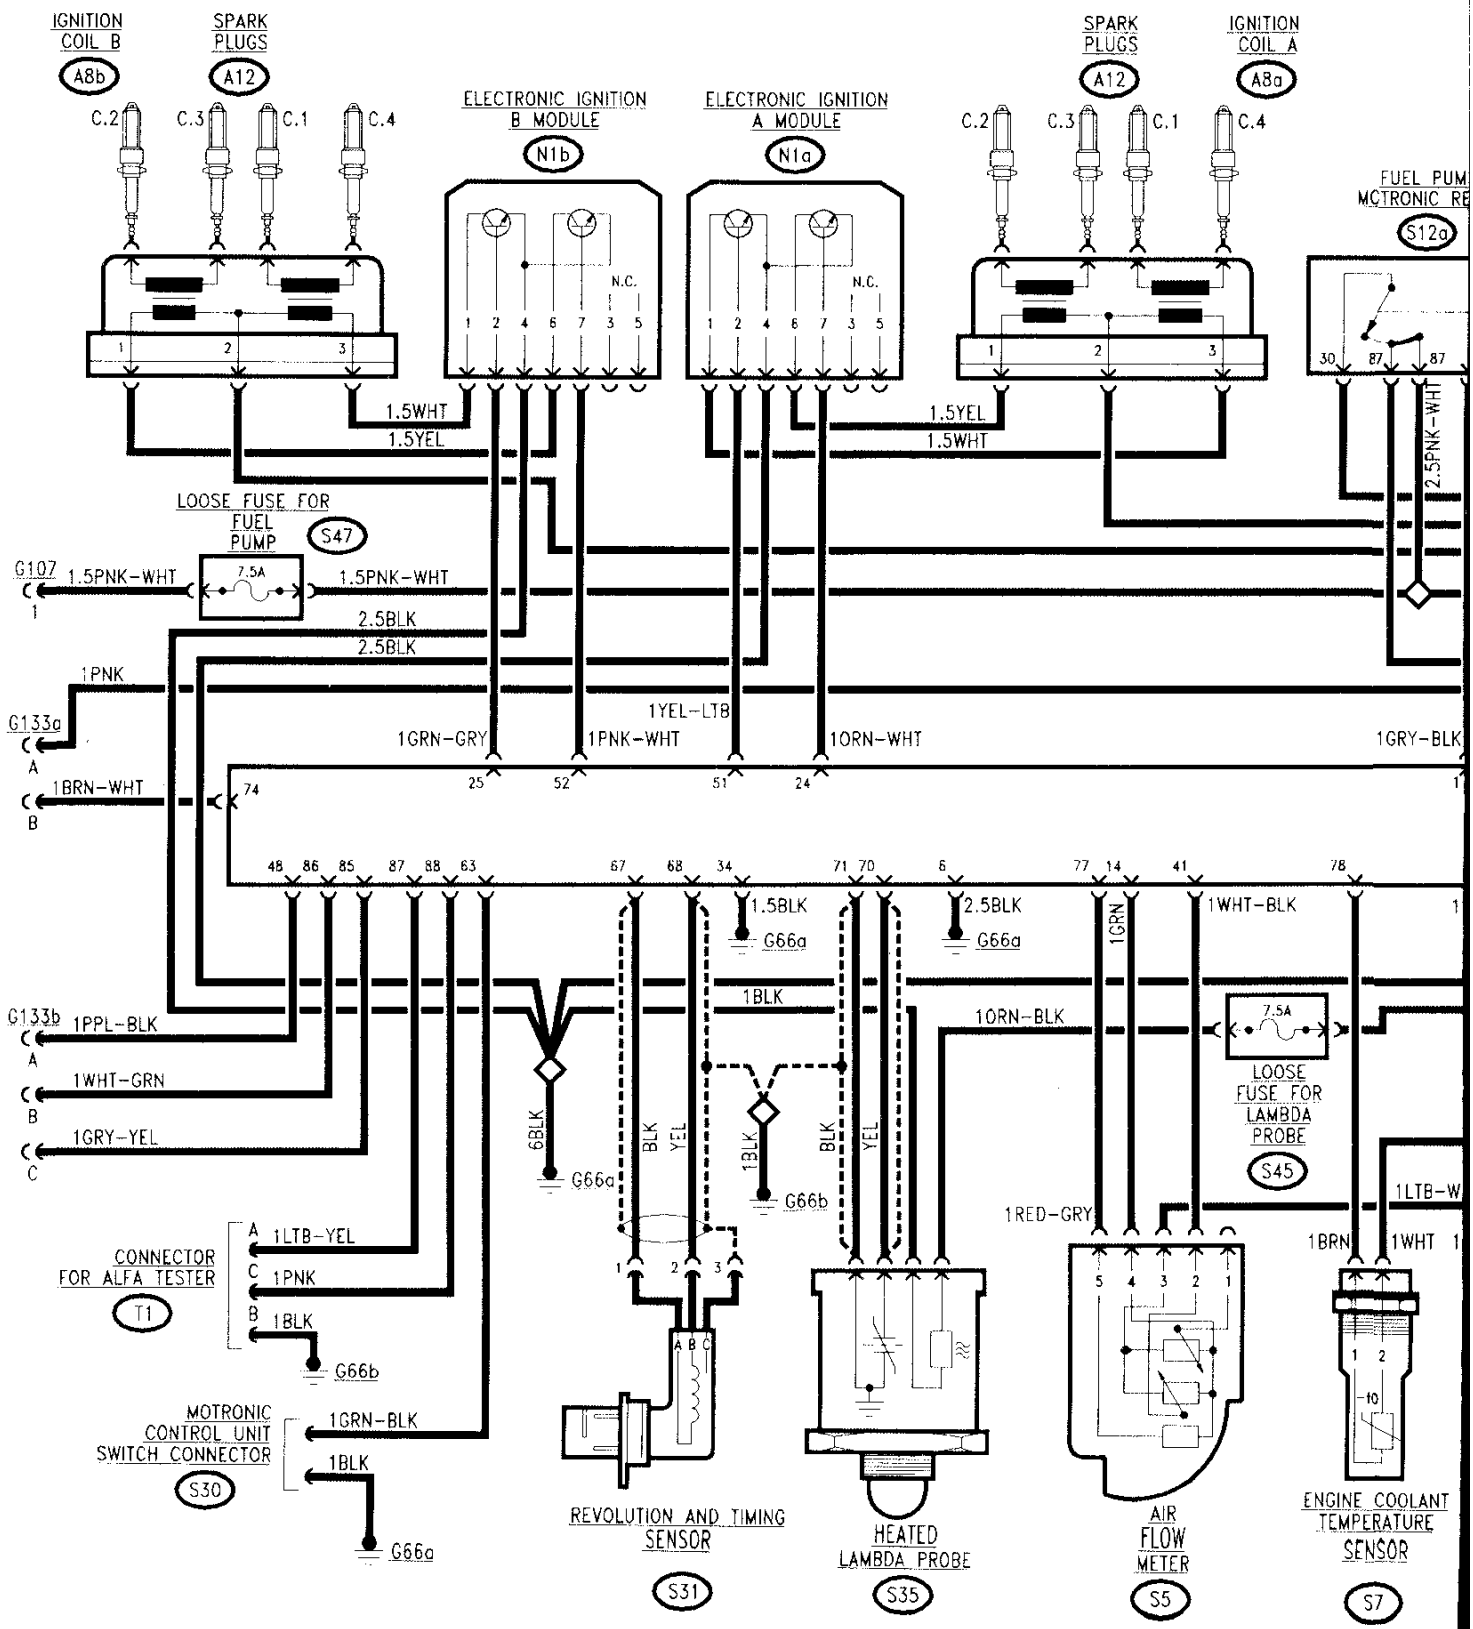 IGNITION
COIL B
A8b
SPARK
PLUGS
A12
ELECTRONIC IGNITION
B MODULE
N1b
ELECTRONIC IGNITION
A MODULE
N1a
SPARK
PLUGS
A12
IGNITION
COIL A
A8a
C.2 C.3 C.1 C.4
C.2 C.3 C.1 C.4
FUEL PUM
MCTRONIC RE
S12a
N.C.
N.C.
1 2 4 6 7 3 5
1 2 4 6 7 3 5
1 2 3
1 2 3
30 87 87
1.5WHT
1.5YEL
1.5YEL
1.5WHT
2.5PNK-WHT
LOOSE FUSE FOR
FUEL
PUMP
S47
G107
1
1.5PNK-WHT
7.5A
1.5PNK-WHT
2.5BLK
2.5BLK
1PNK
G133a
A
1YEL-LTB
1GRN-GRY
1PNK-WHT
1ORN-WHT
1GRY-BLK
25 52 51 24 1
1BRN-WHT
B
74
48 86 85 87 88 63 67 68 34 71 70 6 77 14 41 78
1.5BLK
G66a
2.5BLK
G66a
1GRN
1WHT-BLK
1
1BLK
G133b
1PPL-BLK
A
1WHT-GRN
B
1GRY-YEL
C
1ORN-BLK
7.5A
LOOSE
FUSE FOR
LAMBDA
PROBE
S45
6BLK
G66a
BLK
YEL
1BLK
G66b
BLK
YEL
1RED-GRY
1LTB-W
1BRN
1WHT
1
CONNECTOR
FOR ALFA TESTER
T1
A
1LTB-YEL
C
1PNK
B
1BLK
G66b
1 2 3
A B C
5 4 3 2 1
1 2
-t0
MOTRONIC
CONTROL UNIT
SWITCH CONNECTOR
S30
1GRN-BLK
1BLK
G66a
REVOLUTION AND TIMING
SENSOR
S31
HEATED
LAMBDA PROBE
S35
AIR
FLOW
METER
S5
ENGINE COOLANT
TEMPERATURE
SENSOR
S7